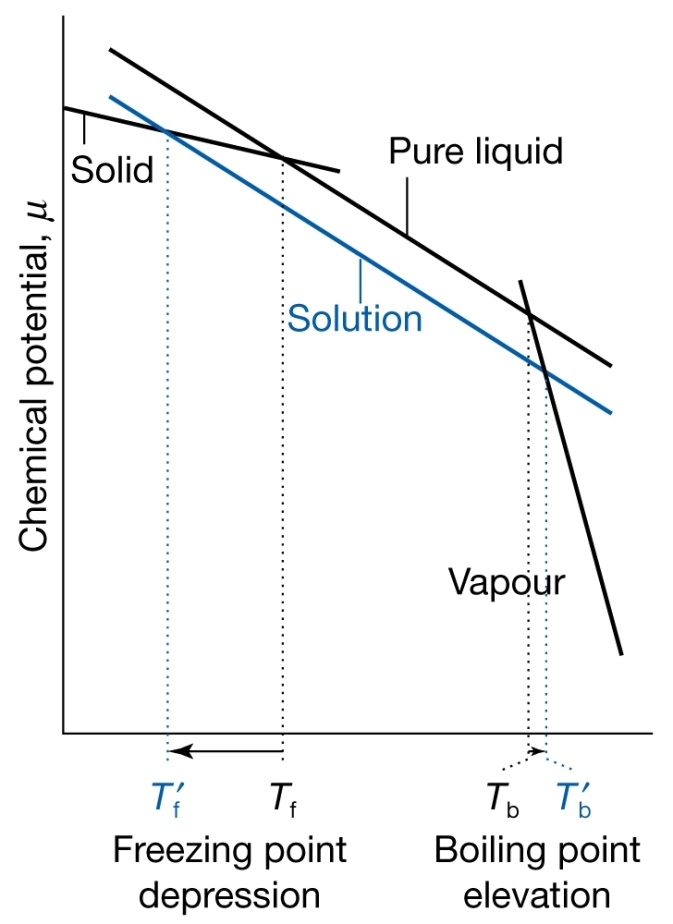 Chemical potential, μ
Solid
Pure liquid
Solution
Vapour
T′f
Tf
Tb
T′b
Freezing point
depression
Boiling point
elevation